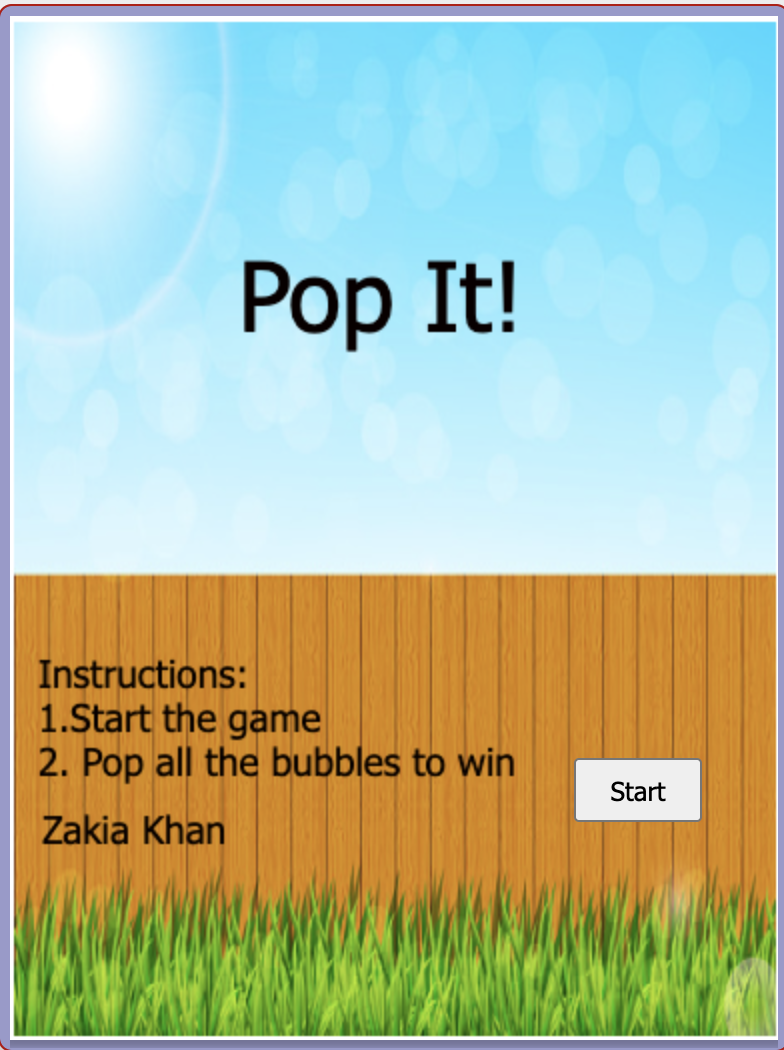 Pop It!
Instructions:
1.Start the game
2. Pop all the bubbles to win
Start
Zakia Khan